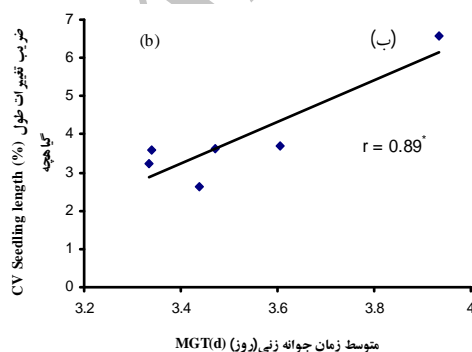 7
6
5
4
3
2
1
0
(b)
(ب)
r = 0.89*
ضریب تغییرات طول
گیاهچه
CV Seedling length (%)
3.2
3.4
3.6
3.8
4
متوسط زمان جوانه زنی(روز) MGT(d)